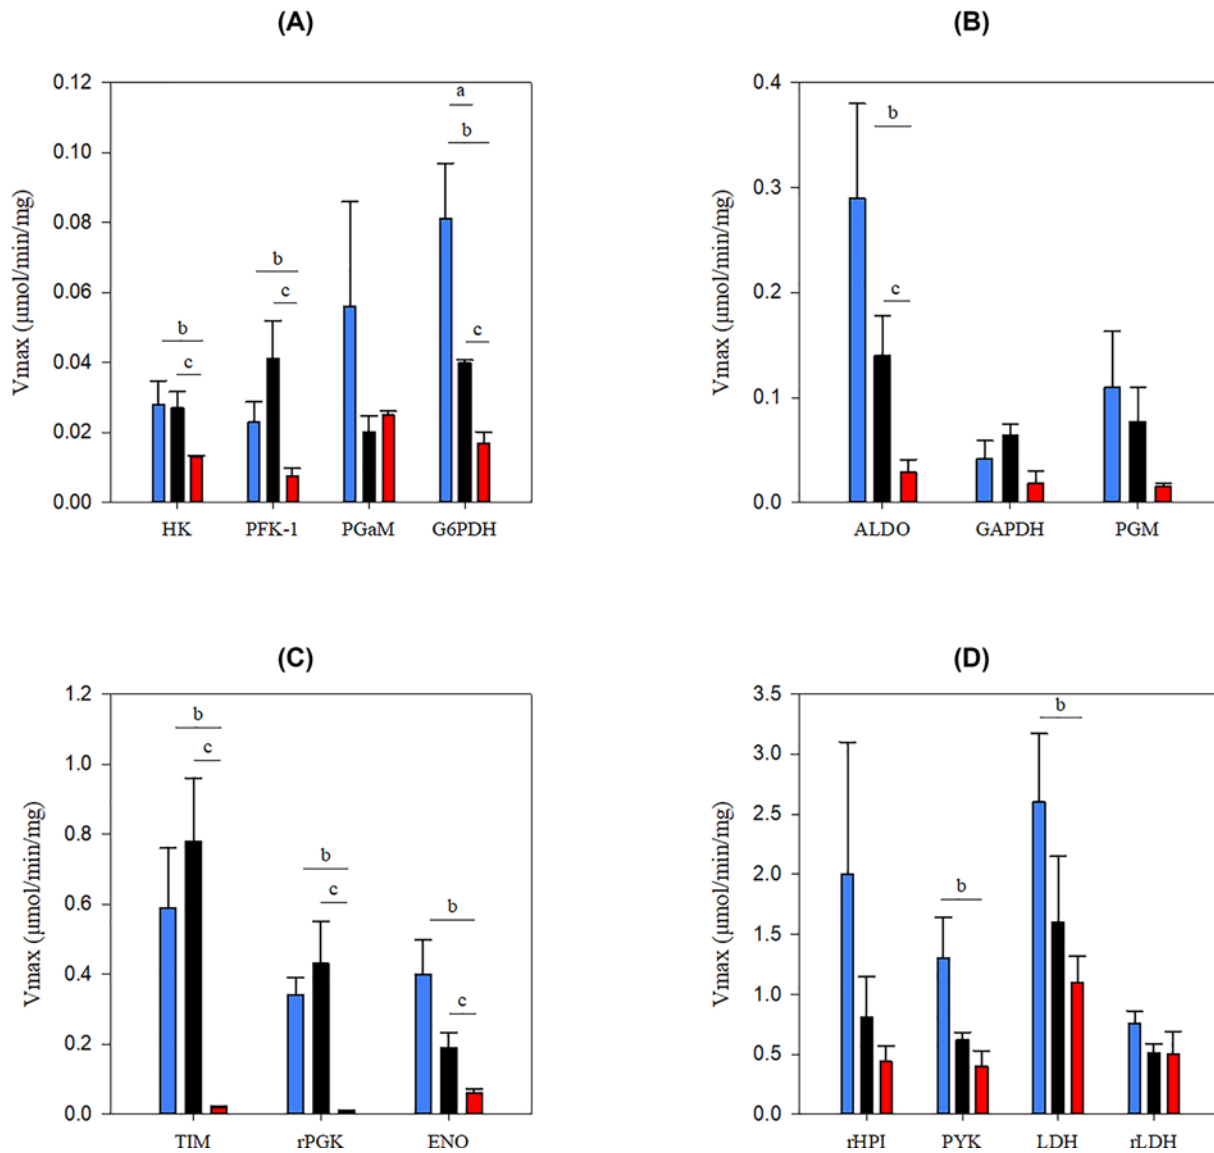 (A)
Vmax (µmol/min/mg)
0.12
0.10
0.08
0.06
0.04
0.02
0.00
a
b
b
c
b
c
c
HK PFK-1 PGaM G6PDH
(B)
Vmax (µmol/min/mg)
0.4
0.3
0.2
0.1
0.0
b
c
ALDO GAPDH PGM
(C)
Vmax (µmol/min/mg)
1.2
1.0
0.8
0.6
0.4
0.2
0.0
b
c
b
c
b
c
TIM rPGK ENO
(D)
Vmax (µmol/min/mg)
3.5
3.0
2.5
2.0
1.5
1.0
0.5
0.0
b
b
rHPI PYK LDH rLDH